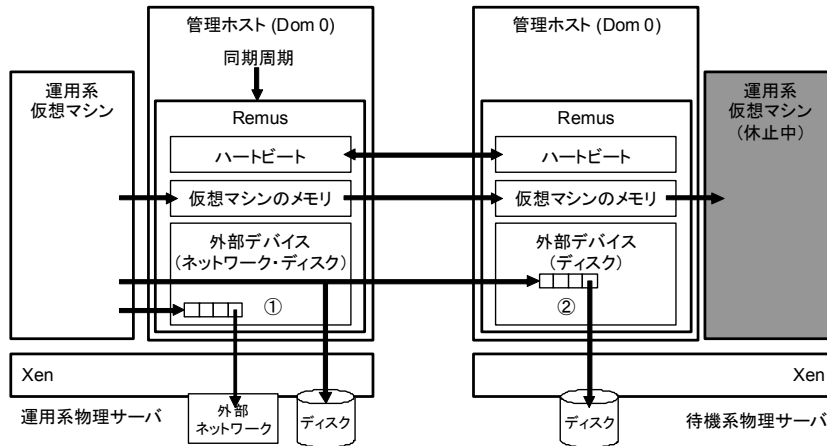 管理ホスト (Dom 0)
同期周期
運用系
仮想マシン
Remus
ハートビート
仮想マシンのメモリ
外部デバイス
(ネットワーク・ディスク)
①
Xen
運用系物理サーバ
外部
ネットワーク
ディスク
管理ホスト (Dom 0)
Remus
ハートビート
仮想マシンのメモリ
外部デバイス
(ディスク)
②
運用系
仮想マシン
(休止中)
Xen
ディスク
待機系物理サーバ